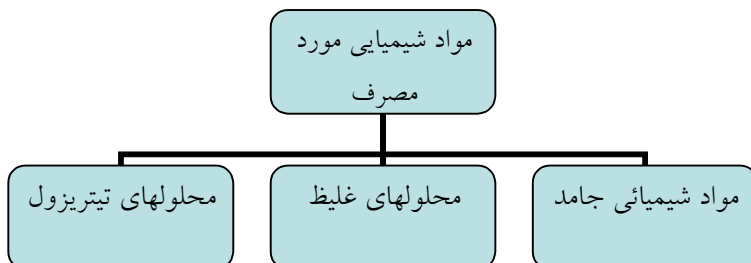 مواد شیمیایی مورد
مصرف
مواد شیمیائی جامد
محلولهای غلیظ
محلولهای تیتریزول